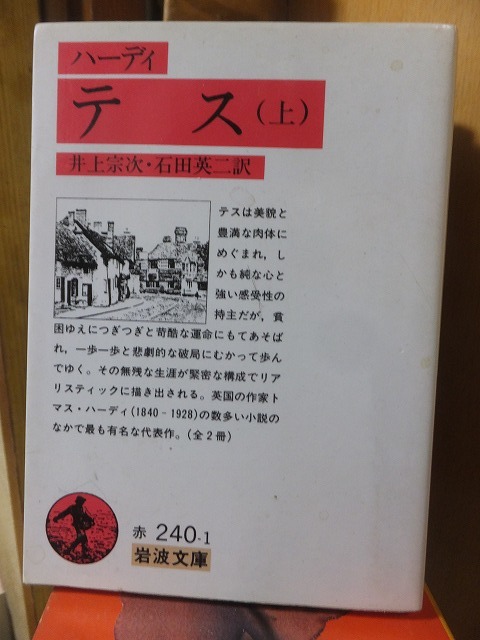 ハーディ
テス(上)
井上宗次・石田英二訳
テスは美貌と
豊満な肉体に
めぐまれ，し
かも純な心と
強い感受性の
持主だが，貧
困ゆえにつぎつぎと苛酷な運命にもてあそば
れ，一歩一歩と悲劇的な破局にむかって歩ん
でゆく。その無残な生涯が緊密な構成でリア
リスティックに描き出される。英国の作家ト
マス・ハーディ(1840‐1928)の数多い小説の
なかで最も有名な代表作。(全2冊)
赤 240-1
岩波文庫